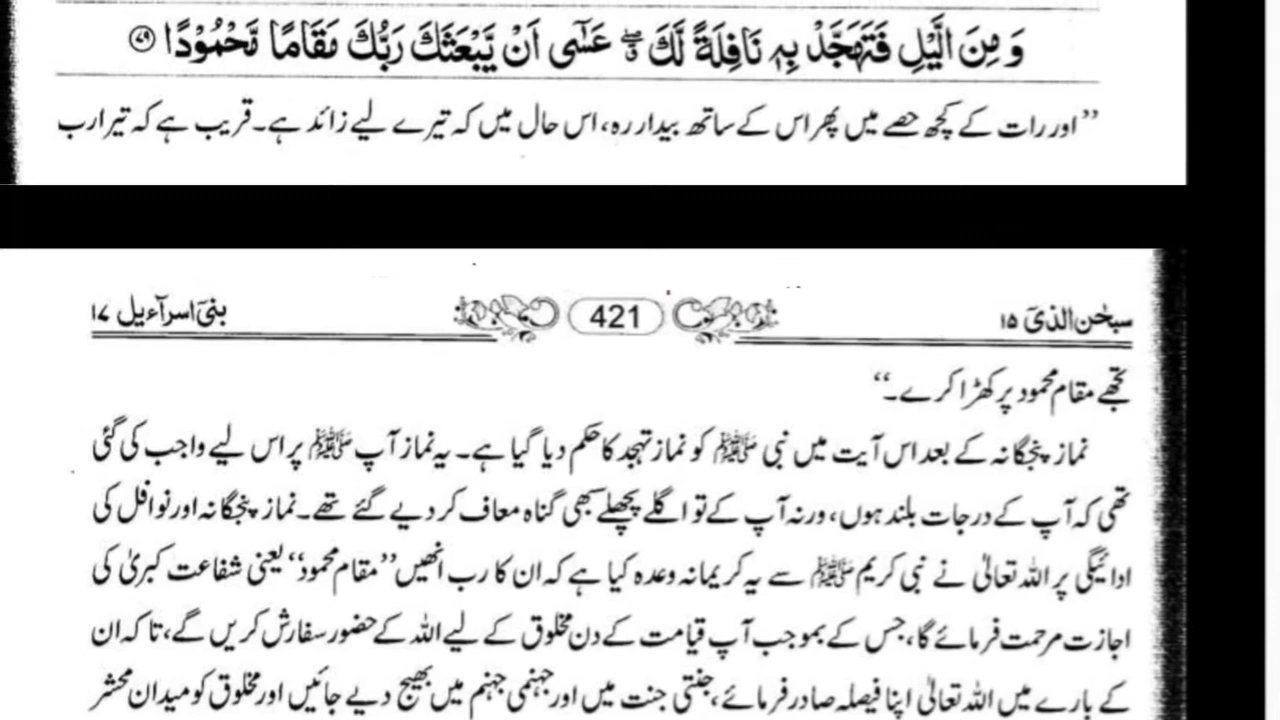 وَ مِنَ الَّيْلِ فَتَهَجَّدْ بِهٖ نَافِلَةً لَّكَ ۖۗ عَسٰٓى اَنْ يَّبْعَثَكَ رَبُّكَ مَقَامًا مَّحْمُوْدًا ﴿۷۹﴾
”اور رات کے کچھ حصے میں پھر اس کے ساتھ بیدار رہ، اس حال میں کہ تیرے لیے زائد ہے۔ قریب ہے کہ تیرا رب
سبحٰن الذیٓ ۱۵ 421 بنیٓ اسرآءیل ۱۷
تجھے مقام محمود پر کھڑا کرے۔“
نماز پنجگانہ کے بعد اس آیت میں نبی ﷺ کو نماز تہجد کا حکم دیا گیا ہے۔ یہ نماز آپ ﷺ پر اس لیے واجب کی گئی
تھی کہ آپ کے درجات بلند ہوں، ورنہ آپ کے تو اگلے پچھلے سبھی گناہ معاف کر دیے گئے تھے۔ نماز پنجگانہ اور نوافل کی
ادائیگی پر اللہ تعالیٰ نے نبی کریم ﷺ سے یہ کریمانہ وعدہ کیا ہے کہ ان کا رب انھیں ”مقام محمود“ یعنی شفاعت کبریٰ کی
اجازت مرحمت فرمائے گا، جس کے بموجب آپ قیامت کے دن مخلوق کے لیے اللہ کے حضور سفارش کریں گے، تاکہ ان
کے بارے میں اللہ تعالیٰ اپنا فیصلہ صادر فرمائے، جنتی جنت میں اور جہنمی جہنم میں بھیج دیے جائیں اور مخلوق کو میدان محشر